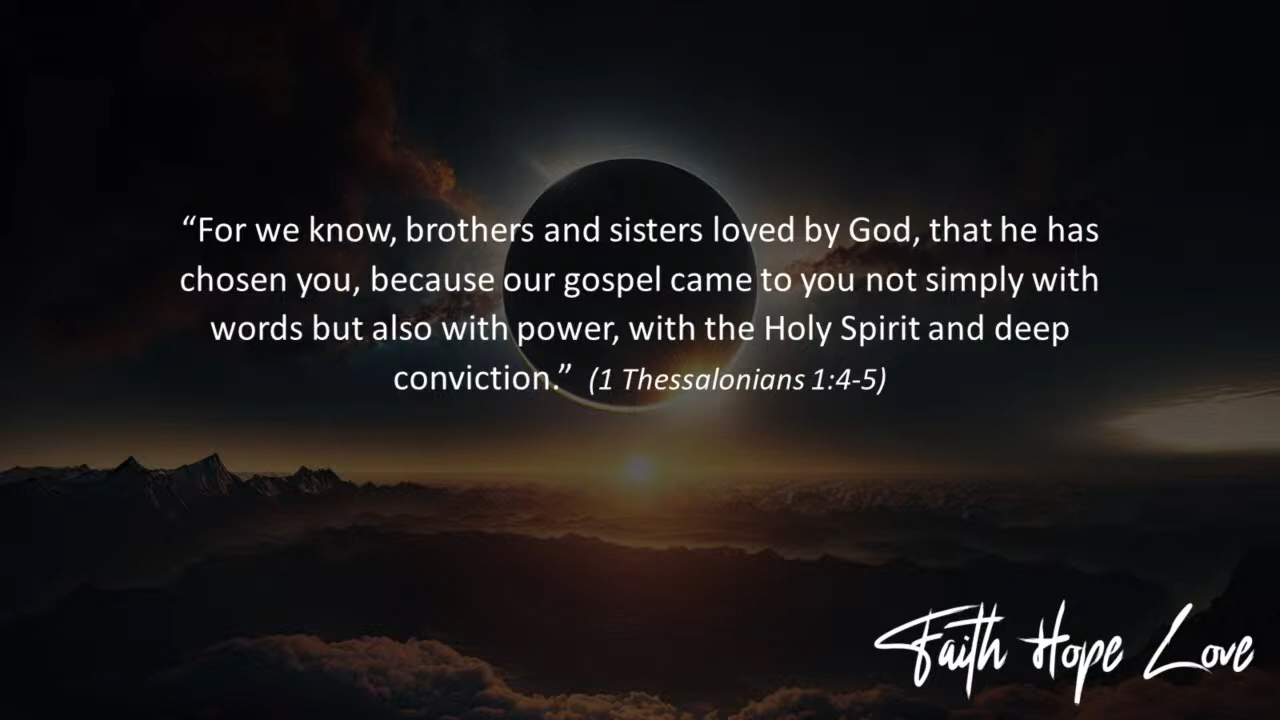 “For we know, brothers and sisters loved by God, that he has
chosen you, because our gospel came to you not simply with
words but also with power, with the Holy Spirit and deep
conviction.” (1 Thessalonians 1:4-5)
Faith Hope Love